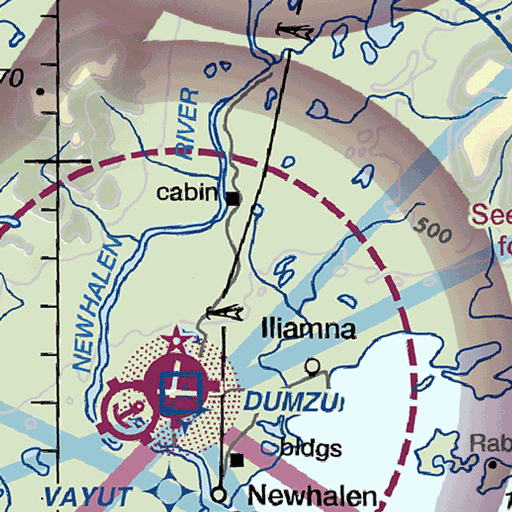 70
RIVER
cabin
See
500
fo
NEWHALEN
Iliamna
DUMZU
bldgs
Rab
VAYUT
Newhalen